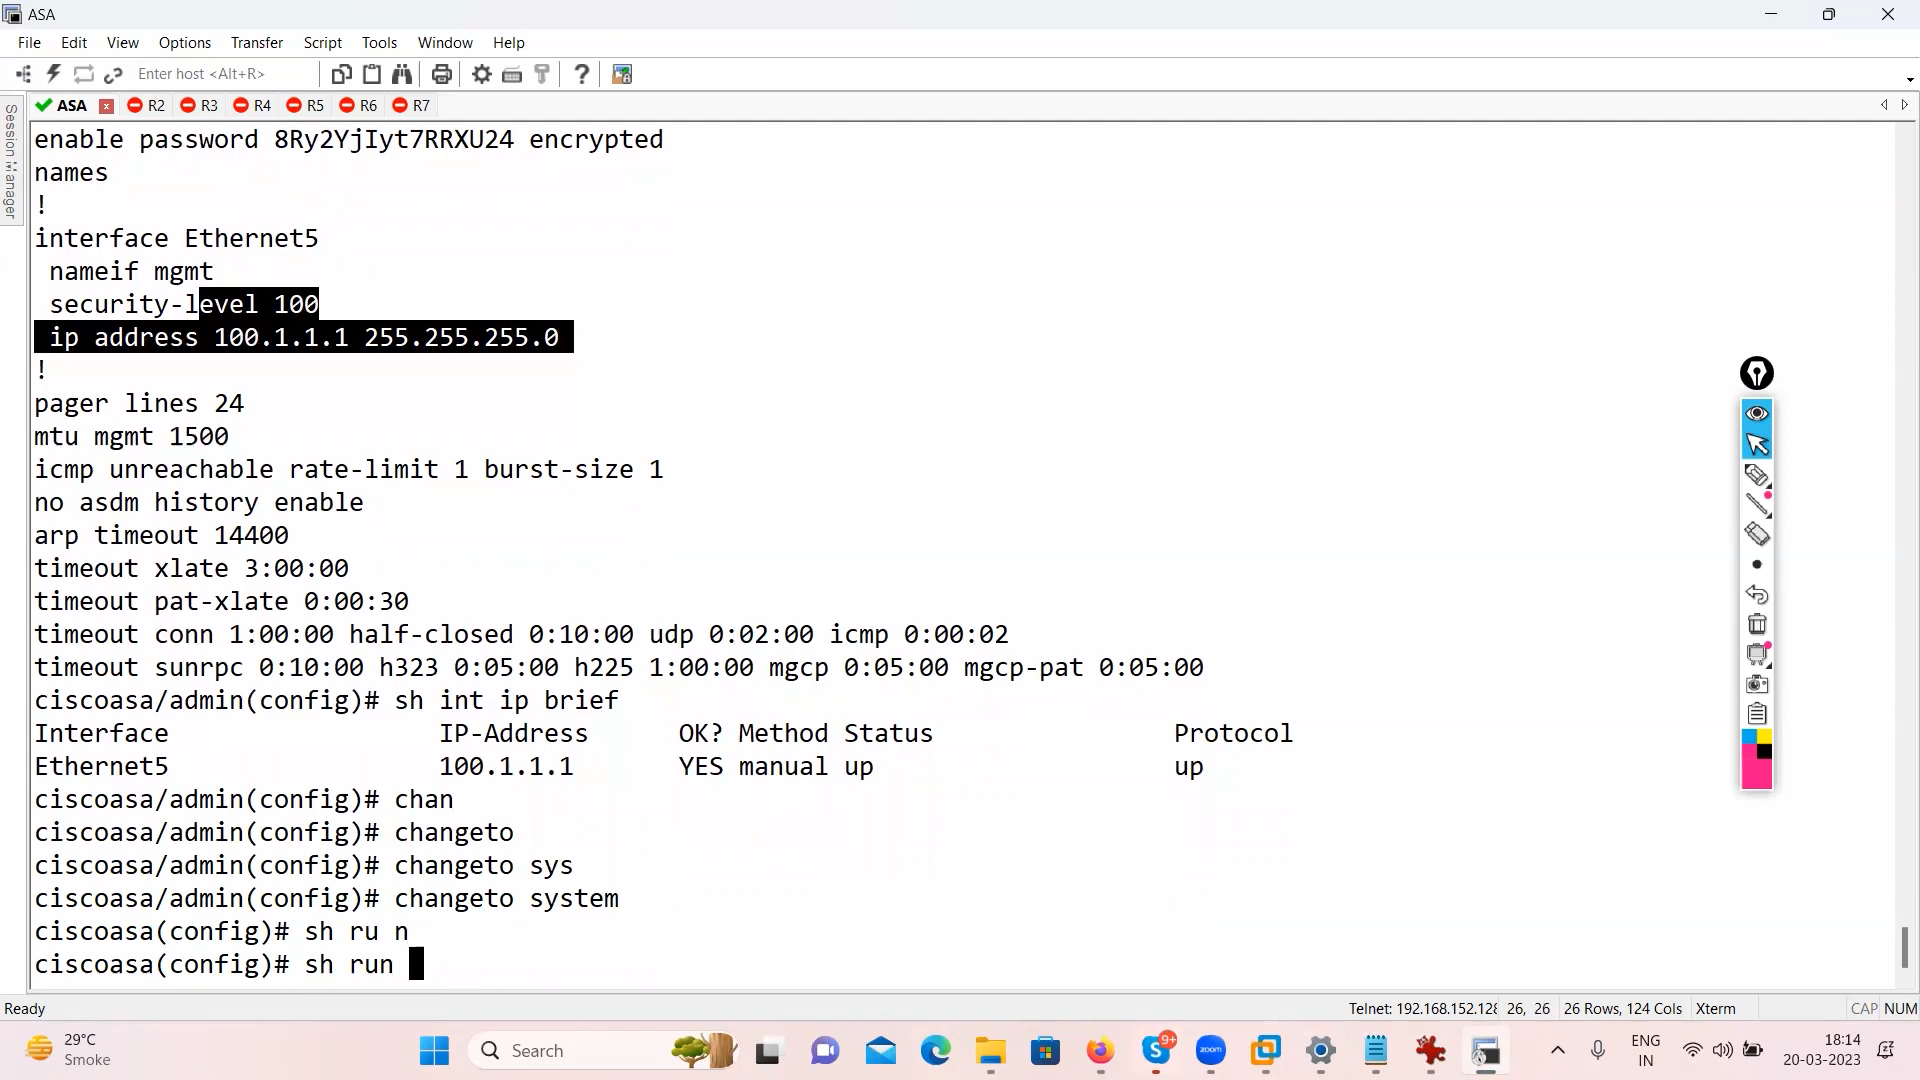 ASA
File Edit View Options Transfer Script Tools Window Help
Enter host <Alt+R>
Session Manager
ASA R2 R3 R4 R5 R6 R7
enable password 8Ry2YjIyt7RRXU24 encrypted
names
!
interface Ethernet5
nameif mgmt
security-level 100
ip address 100.1.1.1 255.255.255.0
!
pager lines 24
mtu mgmt 1500
icmp unreachable rate-limit 1 burst-size 1
no asdm history enable
arp timeout 14400
timeout xlate 3:00:00
timeout pat-xlate 0:00:30
timeout conn 1:00:00 half-closed 0:10:00 udp 0:02:00 icmp 0:00:02
timeout sunrpc 0:10:00 h323 0:05:00 h225 1:00:00 mgcp 0:05:00 mgcp-pat 0:05:00
ciscoasa/admin(config)# sh int ip brief
Interface IP-Address OK? Method Status Protocol
Ethernet5 100.1.1.1 YES manual up up
ciscoasa/admin(config)# chan
ciscoasa/admin(config)# changeto
ciscoasa/admin(config)# changeto sys
ciscoasa/admin(config)# changeto system
ciscoasa(config)# sh ru n
ciscoasa(config)# sh run
Ready Telnet: 192.168.152.128 26, 26 26 Rows, 124 Cols Xterm CAP NUM
29°C
Smoke
Search
9+
zoom
ENG
IN
18:14
20-03-2023